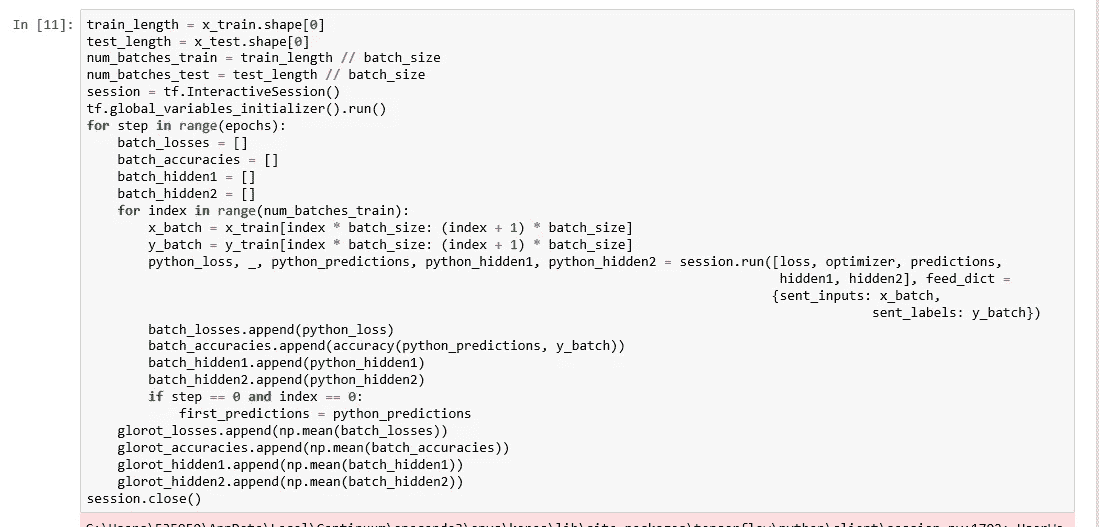 In [11]: train_length = x_train.shape[0]
test_length = x_test.shape[0]
num_batches_train = train_length // batch_size
num_batches_test = test_length // batch_size
session = tf.InteractiveSession()
tf.global_variables_initializer().run()
for step in range(epochs):
    batch_losses = []
    batch_accuracies = []
    batch_hidden1 = []
    batch_hidden2 = []
    for index in range(num_batches_train):
        x_batch = x_train[index * batch_size: (index + 1) * batch_size]
        y_batch = y_train[index * batch_size: (index + 1) * batch_size]
        python_loss, _, python_predictions, python_hidden1, python_hidden2 = session.run([loss, optimizer, predictions,
                                                                                          hidden1, hidden2], feed_dict =
                                                                                         {sent_inputs: x_batch,
                                                                                                      sent_labels: y_batch})
        batch_losses.append(python_loss)
        batch_accuracies.append(accuracy(python_predictions, y_batch))
        batch_hidden1.append(python_hidden1)
        batch_hidden2.append(python_hidden2)
        if step == 0 and index == 0:
            first_predictions = python_predictions
    glorot_losses.append(np.mean(batch_losses))
    glorot_accuracies.append(np.mean(batch_accuracies))
    glorot_hidden1.append(np.mean(batch_hidden1))
    glorot_hidden2.append(np.mean(batch_hidden2))
session.close()